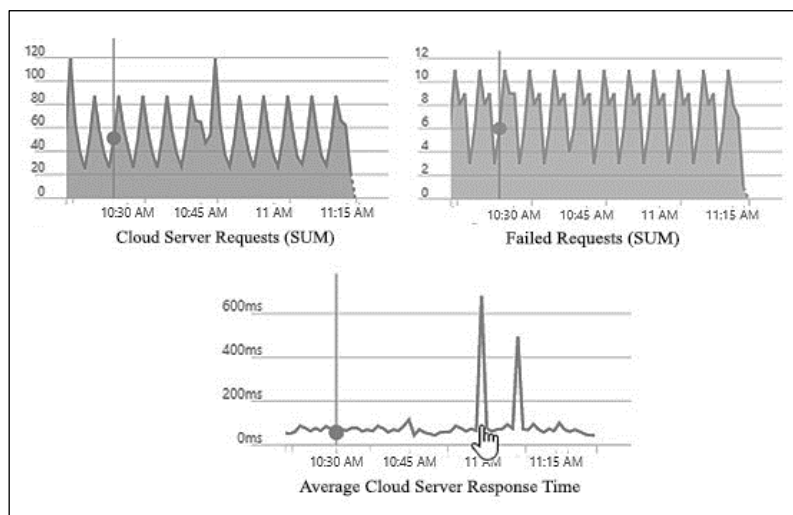 120
100
80
60
40
20
0
10:30 AM 10:45 AM 11 AM 11:15 AM
Cloud Server Requests (SUM)
12
10
8
6
4
2
0
10:30 AM 10:45 AM 11 AM 11:15 AM
Failed Requests (SUM)
600ms
400ms
200ms
0ms
10:30 AM 10:45 AM 11 AM 11:15 AM
Average Cloud Server Response Time